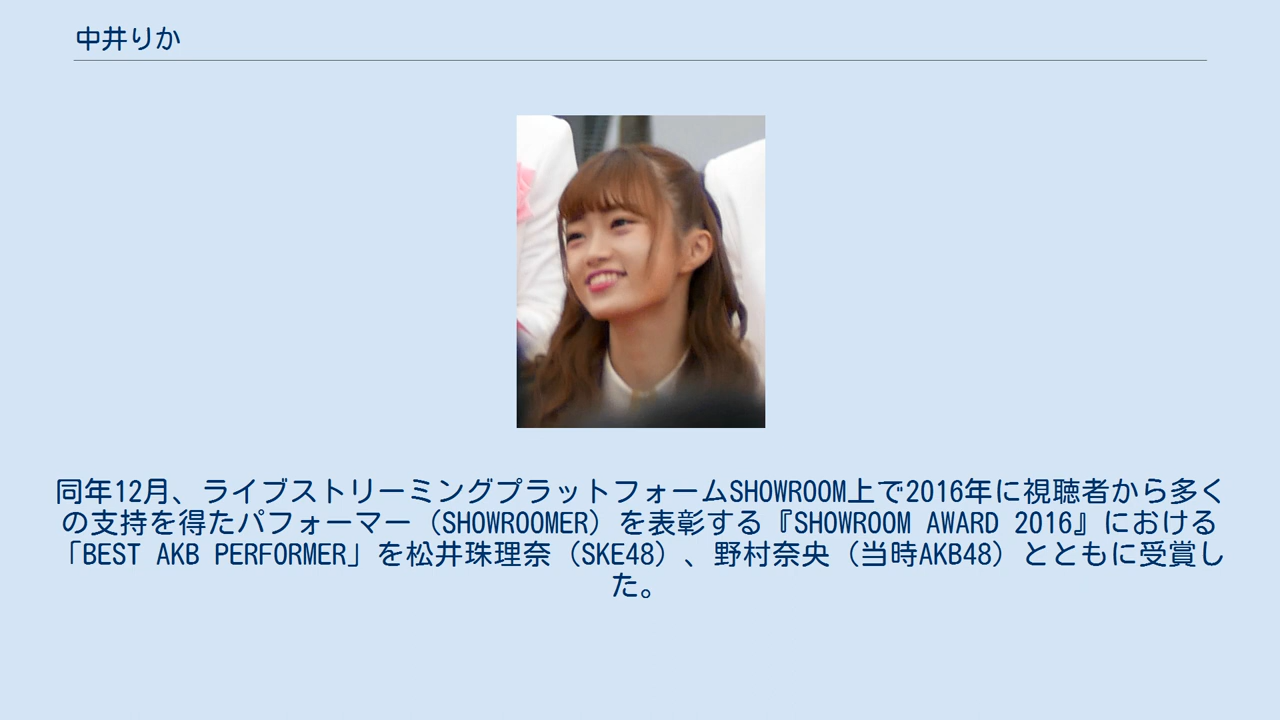 中井りか
同年12月、ライブストリーミングプラットフォームSHOWROOM上で2016年に視聴者から多く
の支持を得たパフォーマー（SHOWROOMER）を表彰する『SHOWROOM AWARD 2016』における
「BEST AKB PERFORMER」を松井珠理奈（SKE48）、野村奈央（当時AKB48）とともに受賞し
た。